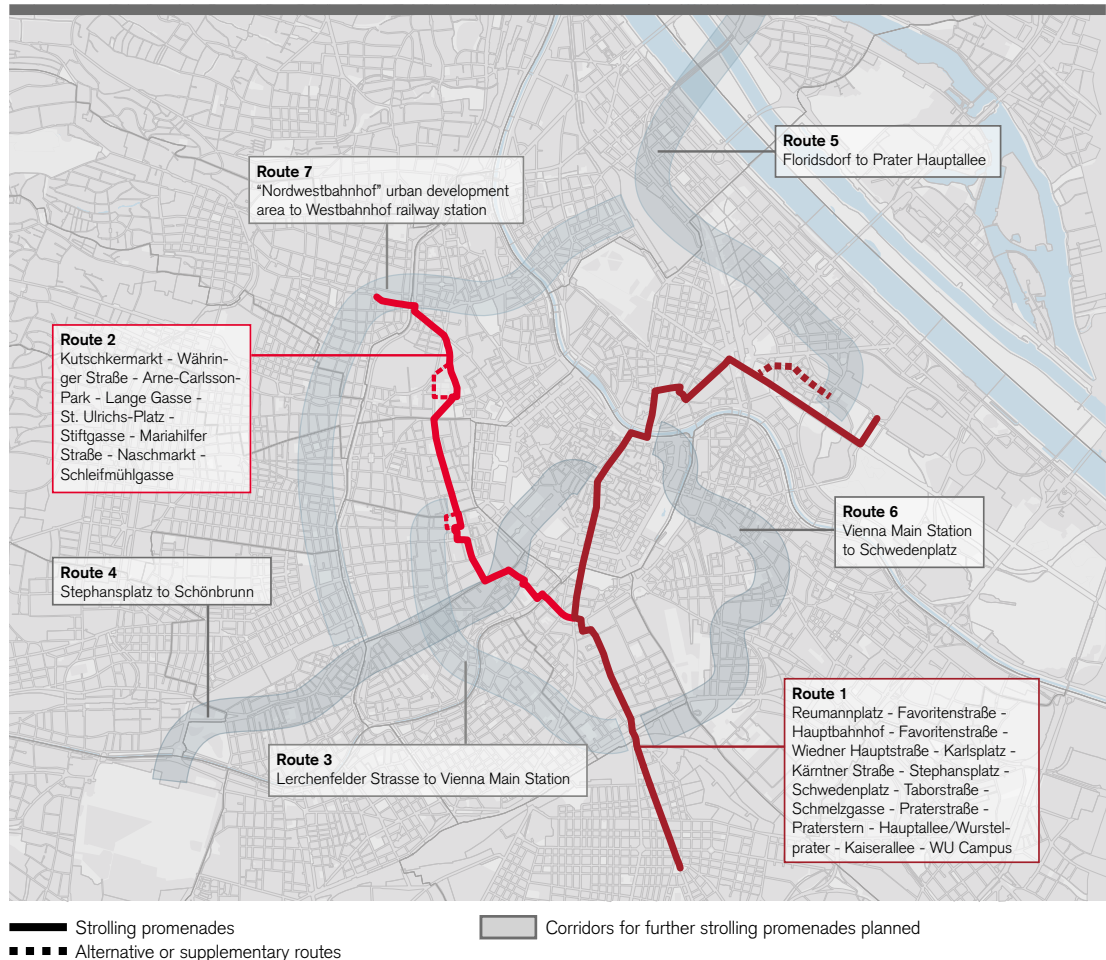 Route 5
Floridsdorf to Prater Hauptallee
Route 7
“Nordwestbahnhof” urban development
area to Westbahnhof railway station
Route 2
Kutschkermarkt - Währin-
ger Straße - Arne-Carlsson-
Park - Lange Gasse -
St. Ulrichs-Platz -
Stiftgasse - Mariahilfer
Straße - Naschmarkt -
Schleifmühlgasse
Route 6
Vienna Main Station
to Schwedenplatz
Route 4
Stephansplatz to Schönbrunn
Route 1
Reumannplatz - Favoritenstraße -
Hauptbahnhof - Favoritenstraße -
Wiedner Hauptstraße - Karlsplatz -
Kärntner Straße - Stephansplatz -
Schwedenplatz - Taborstraße -
Schmelzgasse - Praterstraße -
Praterstern - Hauptallee/Wurstel-
prater - Kaiserallee - WU Campus
Route 3
Lerchenfelder Strasse to Vienna Main Station
Strolling promenades
Alternative or supplementary routes
Corridors for further strolling promenades planned